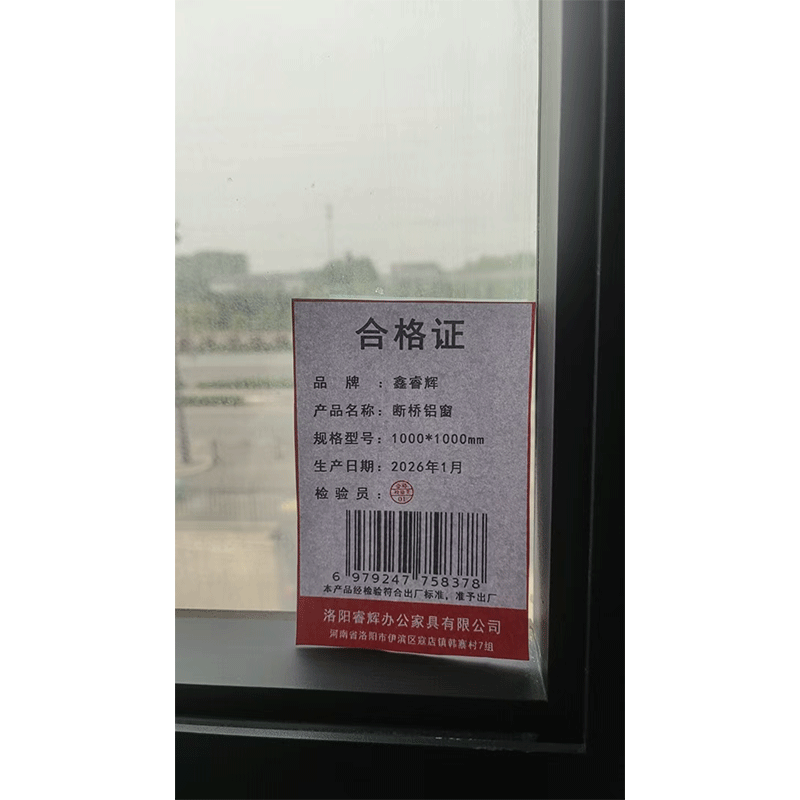 合格证
品 牌 ：鑫睿辉
产品名称：断桥铝窗
规格型号：1000*1000mm
生产日期：2026年1月
检 验 员：
6 979247 758378
本产品经检验符合出厂标准，准予出厂
洛阳睿辉办公家具有限公司
河南省洛阳市伊滨区寇店镇韩寨村7组